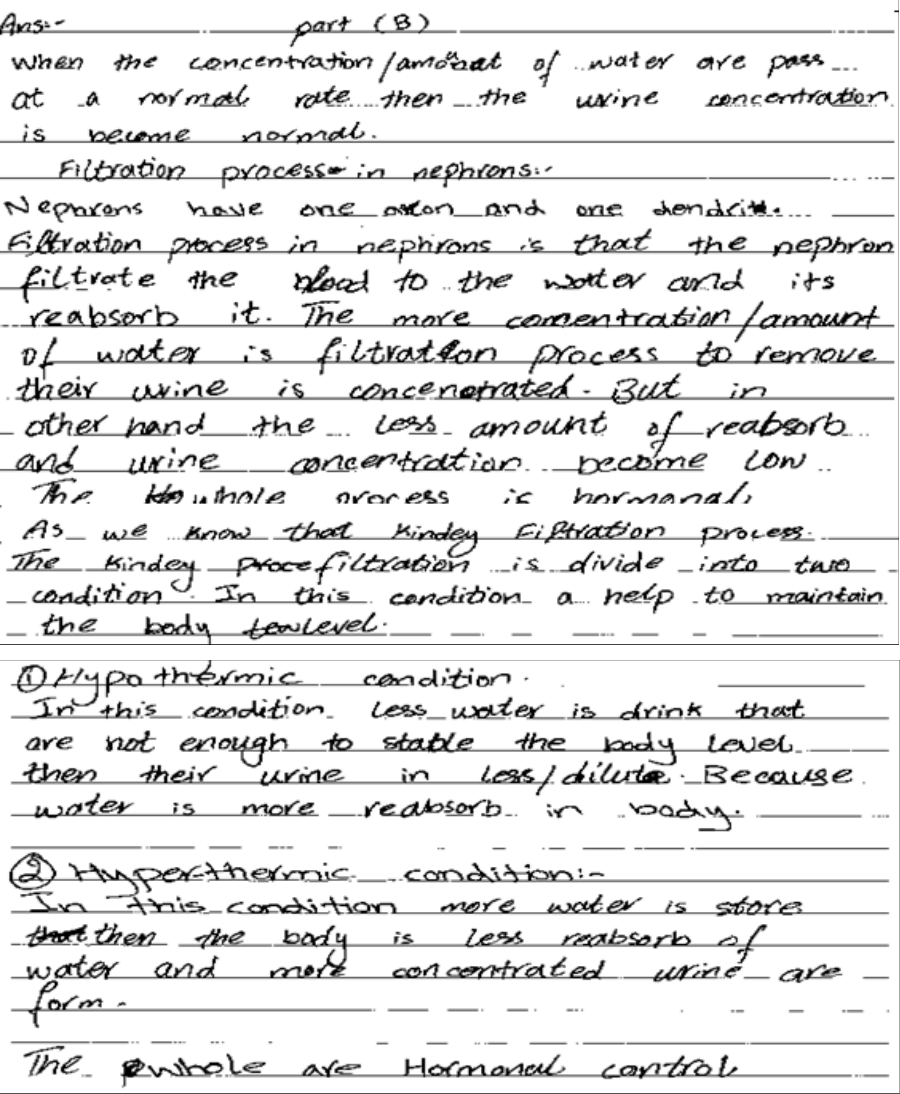 Ans:- part (B)
When the concentration/amount of water are pass
at a normal rate then the urine concentration
is become normal.
Filtration process in nephrons:-
Nephrons have one axon and one dendrite.
Filtration process in nephrons is that the nephron
filtrate the blood to the water and its
reabsorb it. The more comentration/amount
of water is filtration process to remove
their urine is concenotrated. But in
other hand the less amount of reabsorb
and urine concentration become low
The whole process is hormonal.
As we know that Kindey Filtration process.
The Kindey proce filtration is divide into two
condition. In this condition a help to maintain
the body level.
① Hypothermic condition.
In this condition less water is drink that
are not enough to stable the body level
then their urine in less/dilute. Because
water is more reabsorb in body.
② Hyperthermic condition:-
In this condition more water is store
that then the body is less reabsorb of
water and more concentrated urine are
form.
The whole are Hormonal control